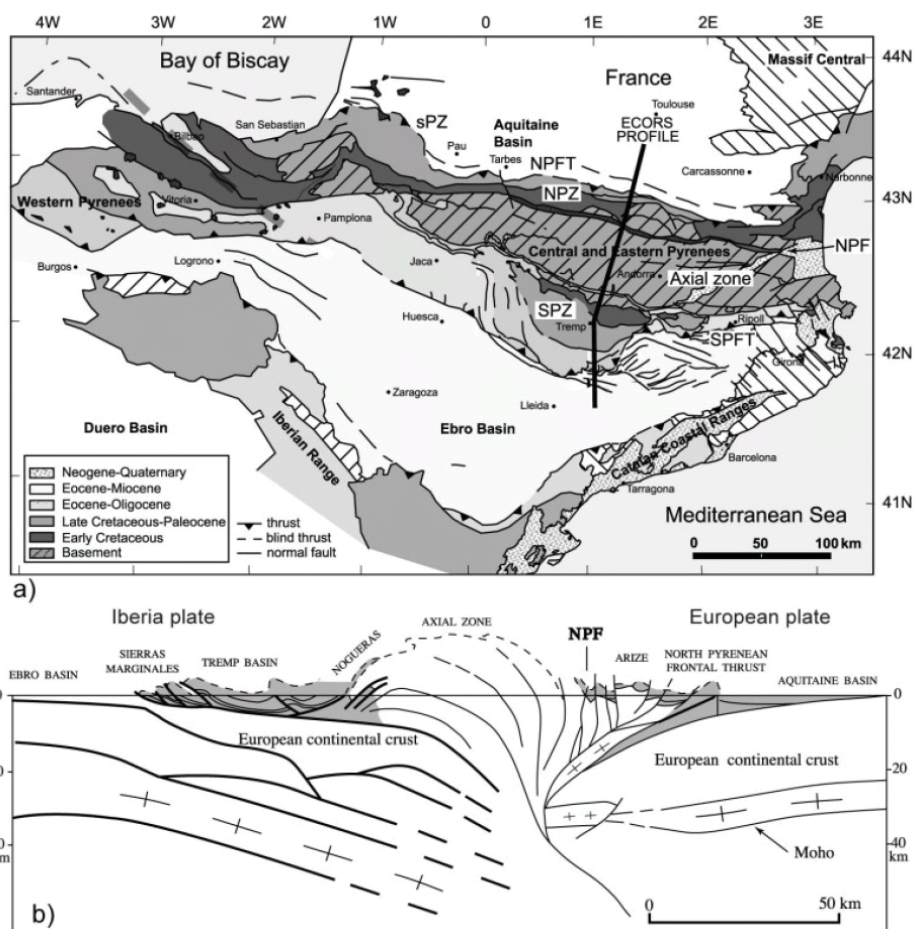 4W 3W 2W 1W 0 1E 2E 3E
Bay of Biscay
Massif Central
44N
France
Santander
Toulouse
ECORS
PROFILE
San Sebastian
sPZ
Bilbao
Aquitaine
Basin
Pau
Tarbes
NPFT
Carcassonne
Narbonne
43N
NPZ
Western Pyrenees
Vitoria
Pamplona
NPF
Central and Eastern Pyrenees
Burgos
Logrono
Jaca
Andorra
Axial zone
SPZ
Huesca
Tremp
Ripoll
SPFT
42N
Girona
Zaragoza
Lleida
Iberian Range
Duero Basin
Ebro Basin
Catalan Coastal Ranges
Barcelona
Tarragona
41N
Neogene-Quaternary
Eocene-Miocene
Eocene-Oligocene
Late Cretaceous-Paleocene
Early Cretaceous
Basement
thrust
blind thrust
normal fault
Mediterranean Sea
0 50 100 km
a)
Iberia plate
European plate
AXIAL ZONE
NPF
SIERRAS
MARGINALES
TREMP BASIN
NOGUERAS
ARIZE
NORTH PYRENEAN
FRONTAL THRUST
EBRO BASIN
AQUITAINE BASIN
0
0
European continental crust
European continental crust
0
20
Moho
0
40
m
km
b)
0 50 km